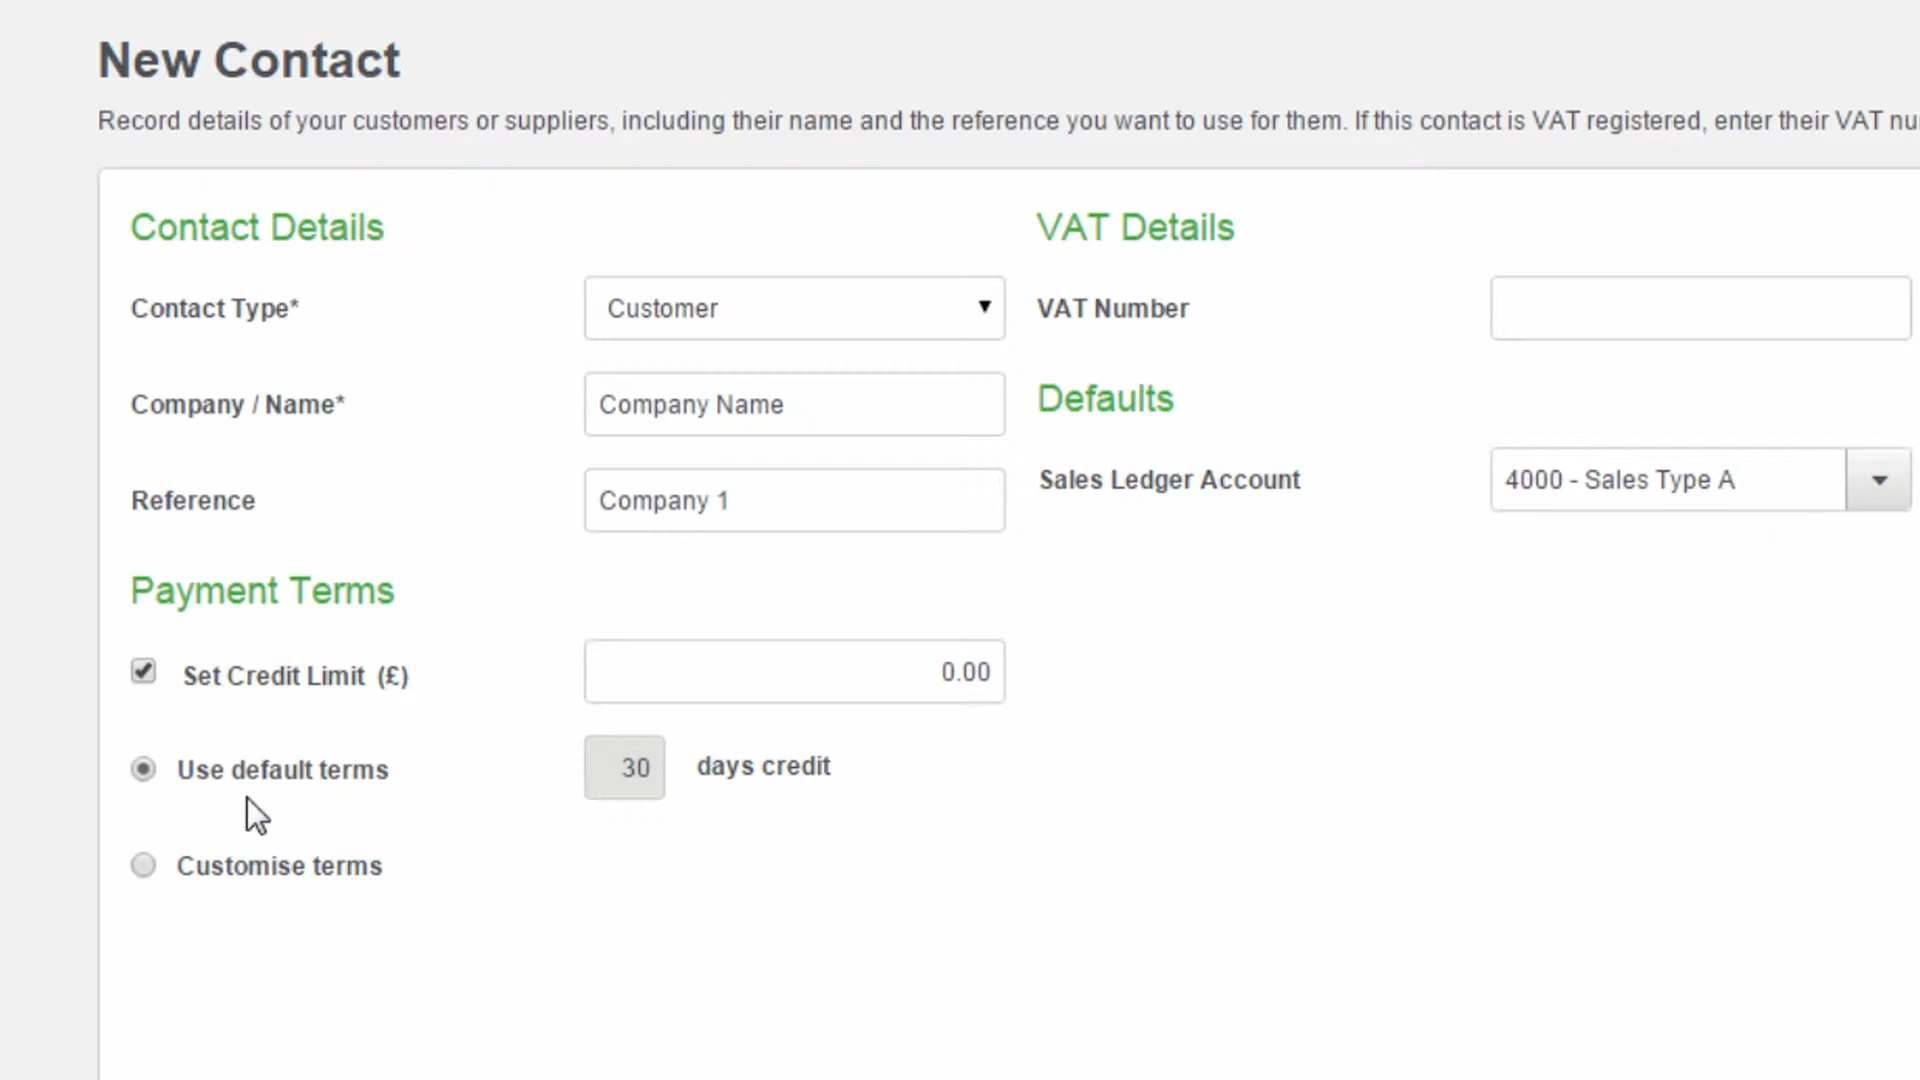 New Contact
Record details of your customers or suppliers, including their name and the reference you want to use for them. If this contact is VAT registered, enter their VAT nu
Contact Details
Contact Type*
Customer
Company / Name*
Company Name
Reference
Company 1
Payment Terms
Set Credit Limit (£)
0.00
Use default terms
30 days credit
Customise terms
VAT Details
VAT Number
Defaults
Sales Ledger Account
4000 - Sales Type A